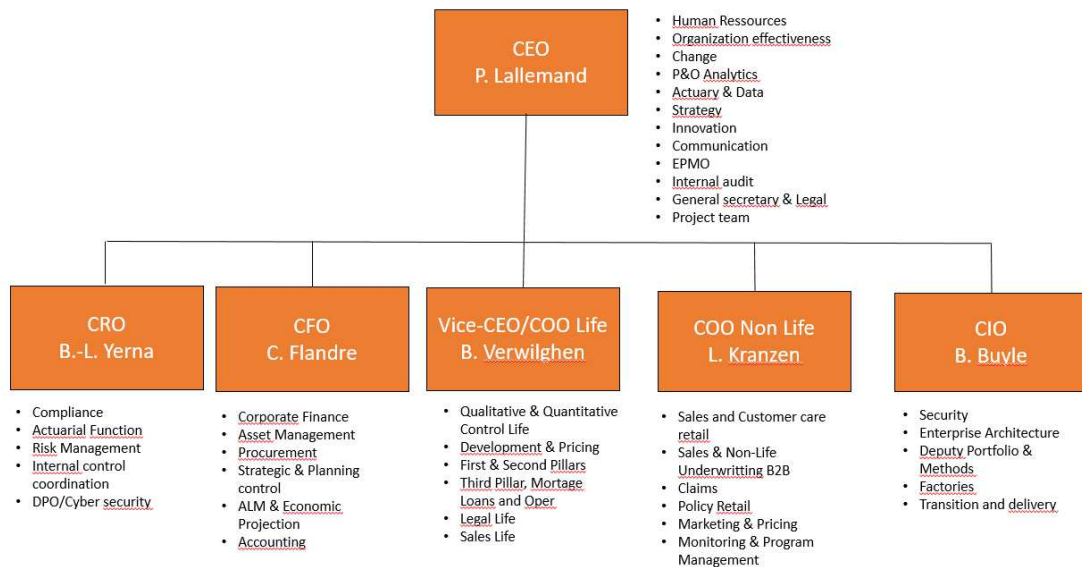 CEO
P. Lallemand
• Human Ressources
• Organization effectiveness
• Change
• P&O Analytics
• Actuary & Data
• Strategy
• Innovation
• Communication
• EPMO
• Internal audit
• General secretary & Legal
• Project team
CRO
B.-L. Yerna
• Compliance
• Actuarial Function
• Risk Management
• Internal control
coordination
• DPO/Cyber security
CFO
C. Flandre
• Corporate Finance
• Asset Management
• Procurement
• Strategic & Planning
control
• ALM & Economic
Projection
• Accounting
Vice-CEO/COO Life
B. Verwilghen
• Qualitative & Quantitative
Control Life
• Development & Pricing
• First & Second Pillars
• Third Pillar, Mortage
Loans and Oper
• Legal Life
• Sales Life
COO Non Life
L. Kranzen
• Sales and Customer care
retail
• Sales & Non-Life
Underwritting B2B
• Claims
• Policy Retail
• Marketing & Pricing
• Monitoring & Program
Management
CIO
B. Buyle
• Security
• Enterprise Architecture
• Deputy Portfolio &
Methods
• Factories
• Transition and delivery